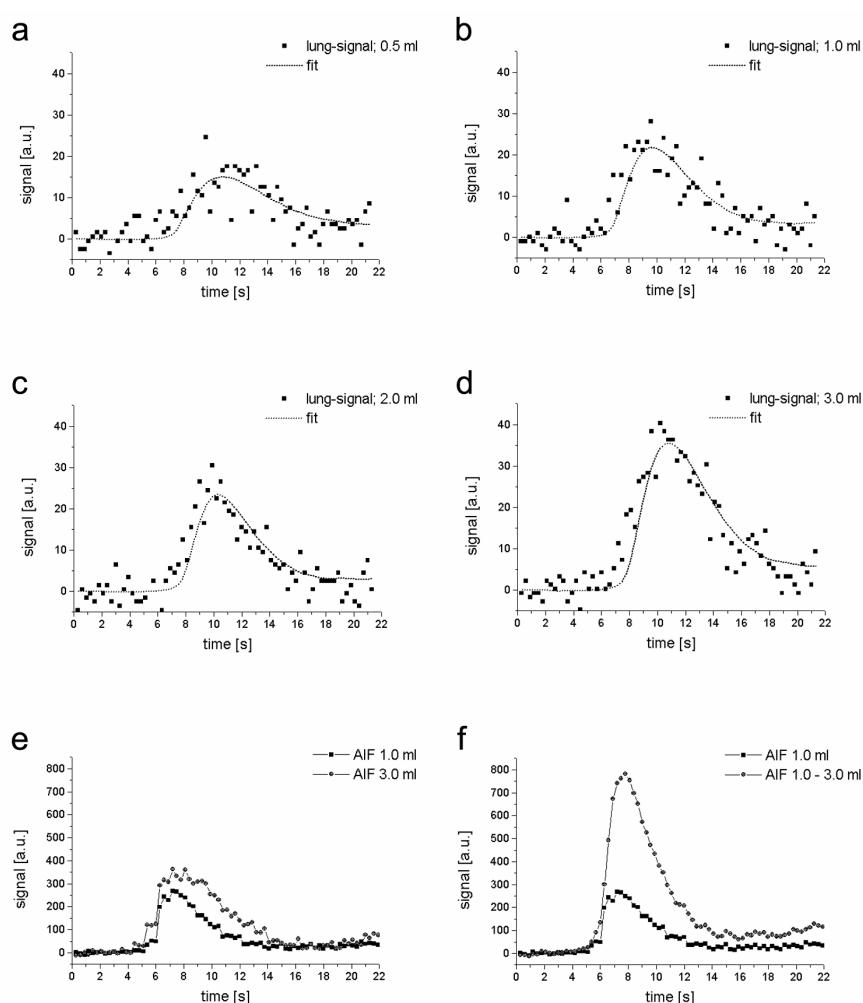 a
lung-signal; 0.5 ml
fit
signal [a.u.]
40
30
20
10
0
0 2 4 6 8 10 12 14 16 18 20 22
time [s]
b
lung-signal; 1.0 ml
fit
signal [a.u.]
40
30
20
10
0
0 2 4 6 8 10 12 14 16 18 20 22
time [s]
c
lung-signal; 2.0 ml
fit
signal [a.u.]
40
30
20
10
0
0 2 4 6 8 10 12 14 16 18 20 22
time [s]
d
lung-signal; 3.0 ml
fit
signal [a.u.]
40
30
20
10
0
0 2 4 6 8 10 12 14 16 18 20 22
time [s]
e
AIF 1.0 ml
AIF 3.0 ml
signal [a.u.]
800
700
600
500
400
300
200
100
0
0 2 4 6 8 10 12 14 16 18 20 22
time [s]
f
AIF 1.0 ml
AIF 1.0 - 3.0 ml
signal [a.u.]
800
700
600
500
400
300
200
100
0
0 2 4 6 8 10 12 14 16 18 20 22
time [s]